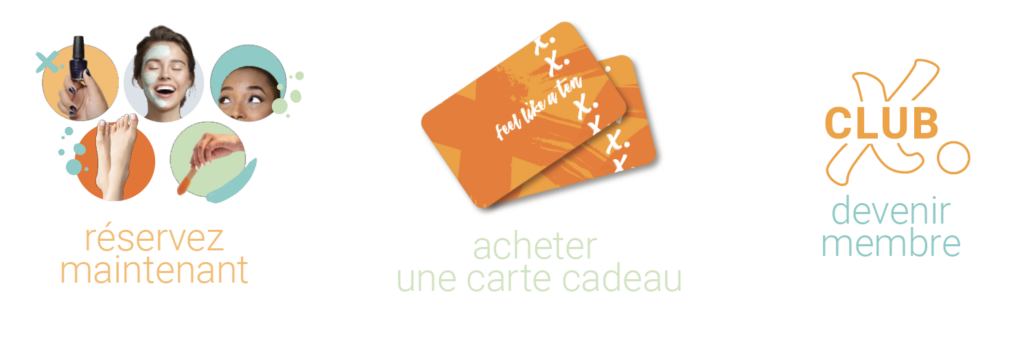 réservez
maintenant
feel like a ten
x.
x.
x.
x.
x.
x.
acheter
une carte cadeau
CLUB
X.
devenir
membre